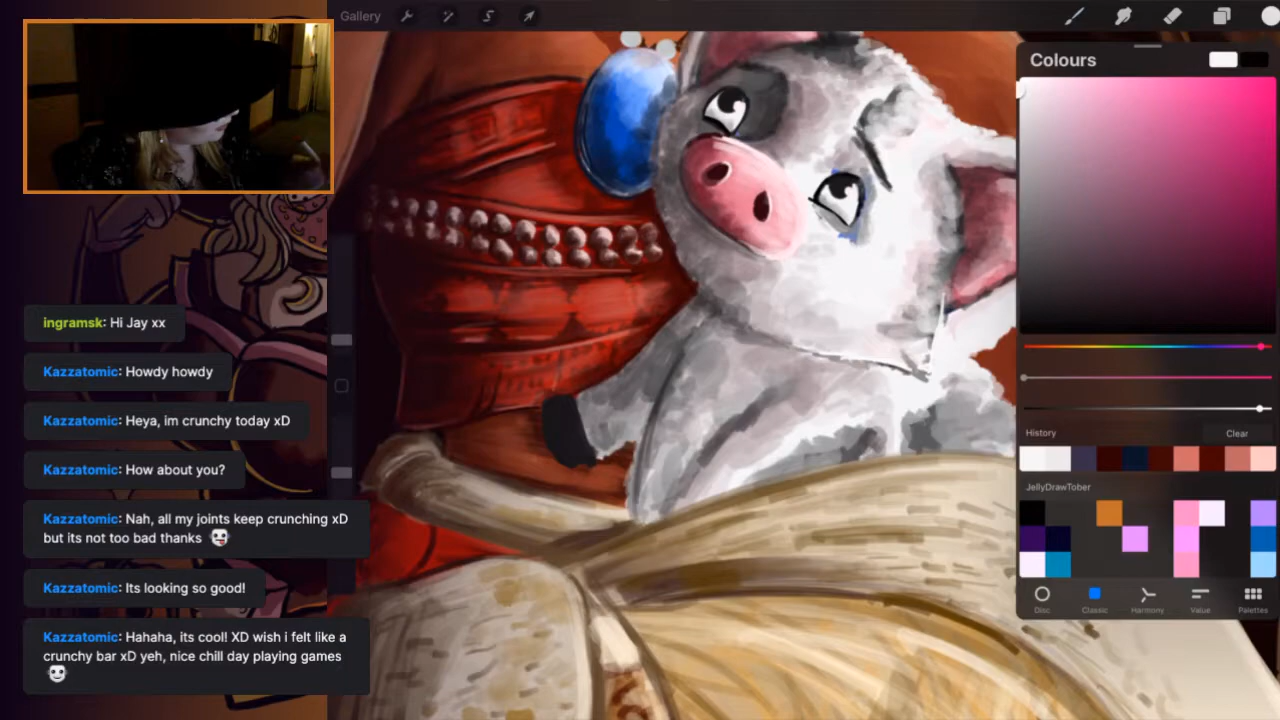 Gallery
Colours
ingramsk: Hi Jay xx
Kazzatomic: Howdy howdy
Kazzatomic: Heya, im crunchy today xD
Kazzatomic: How about you?
Kazzatomic: Nah, all my joints keep crunching xD
but its not too bad thanks
Kazzatomic: Its looking so good!
Kazzatomic: Hahaha, its cool! XD wish i felt like a
crunchy bar xD yeh, nice chill day playing games
History
Clear
JellyDrawTober
Disc
Classic
Harmony
Value
Palettes